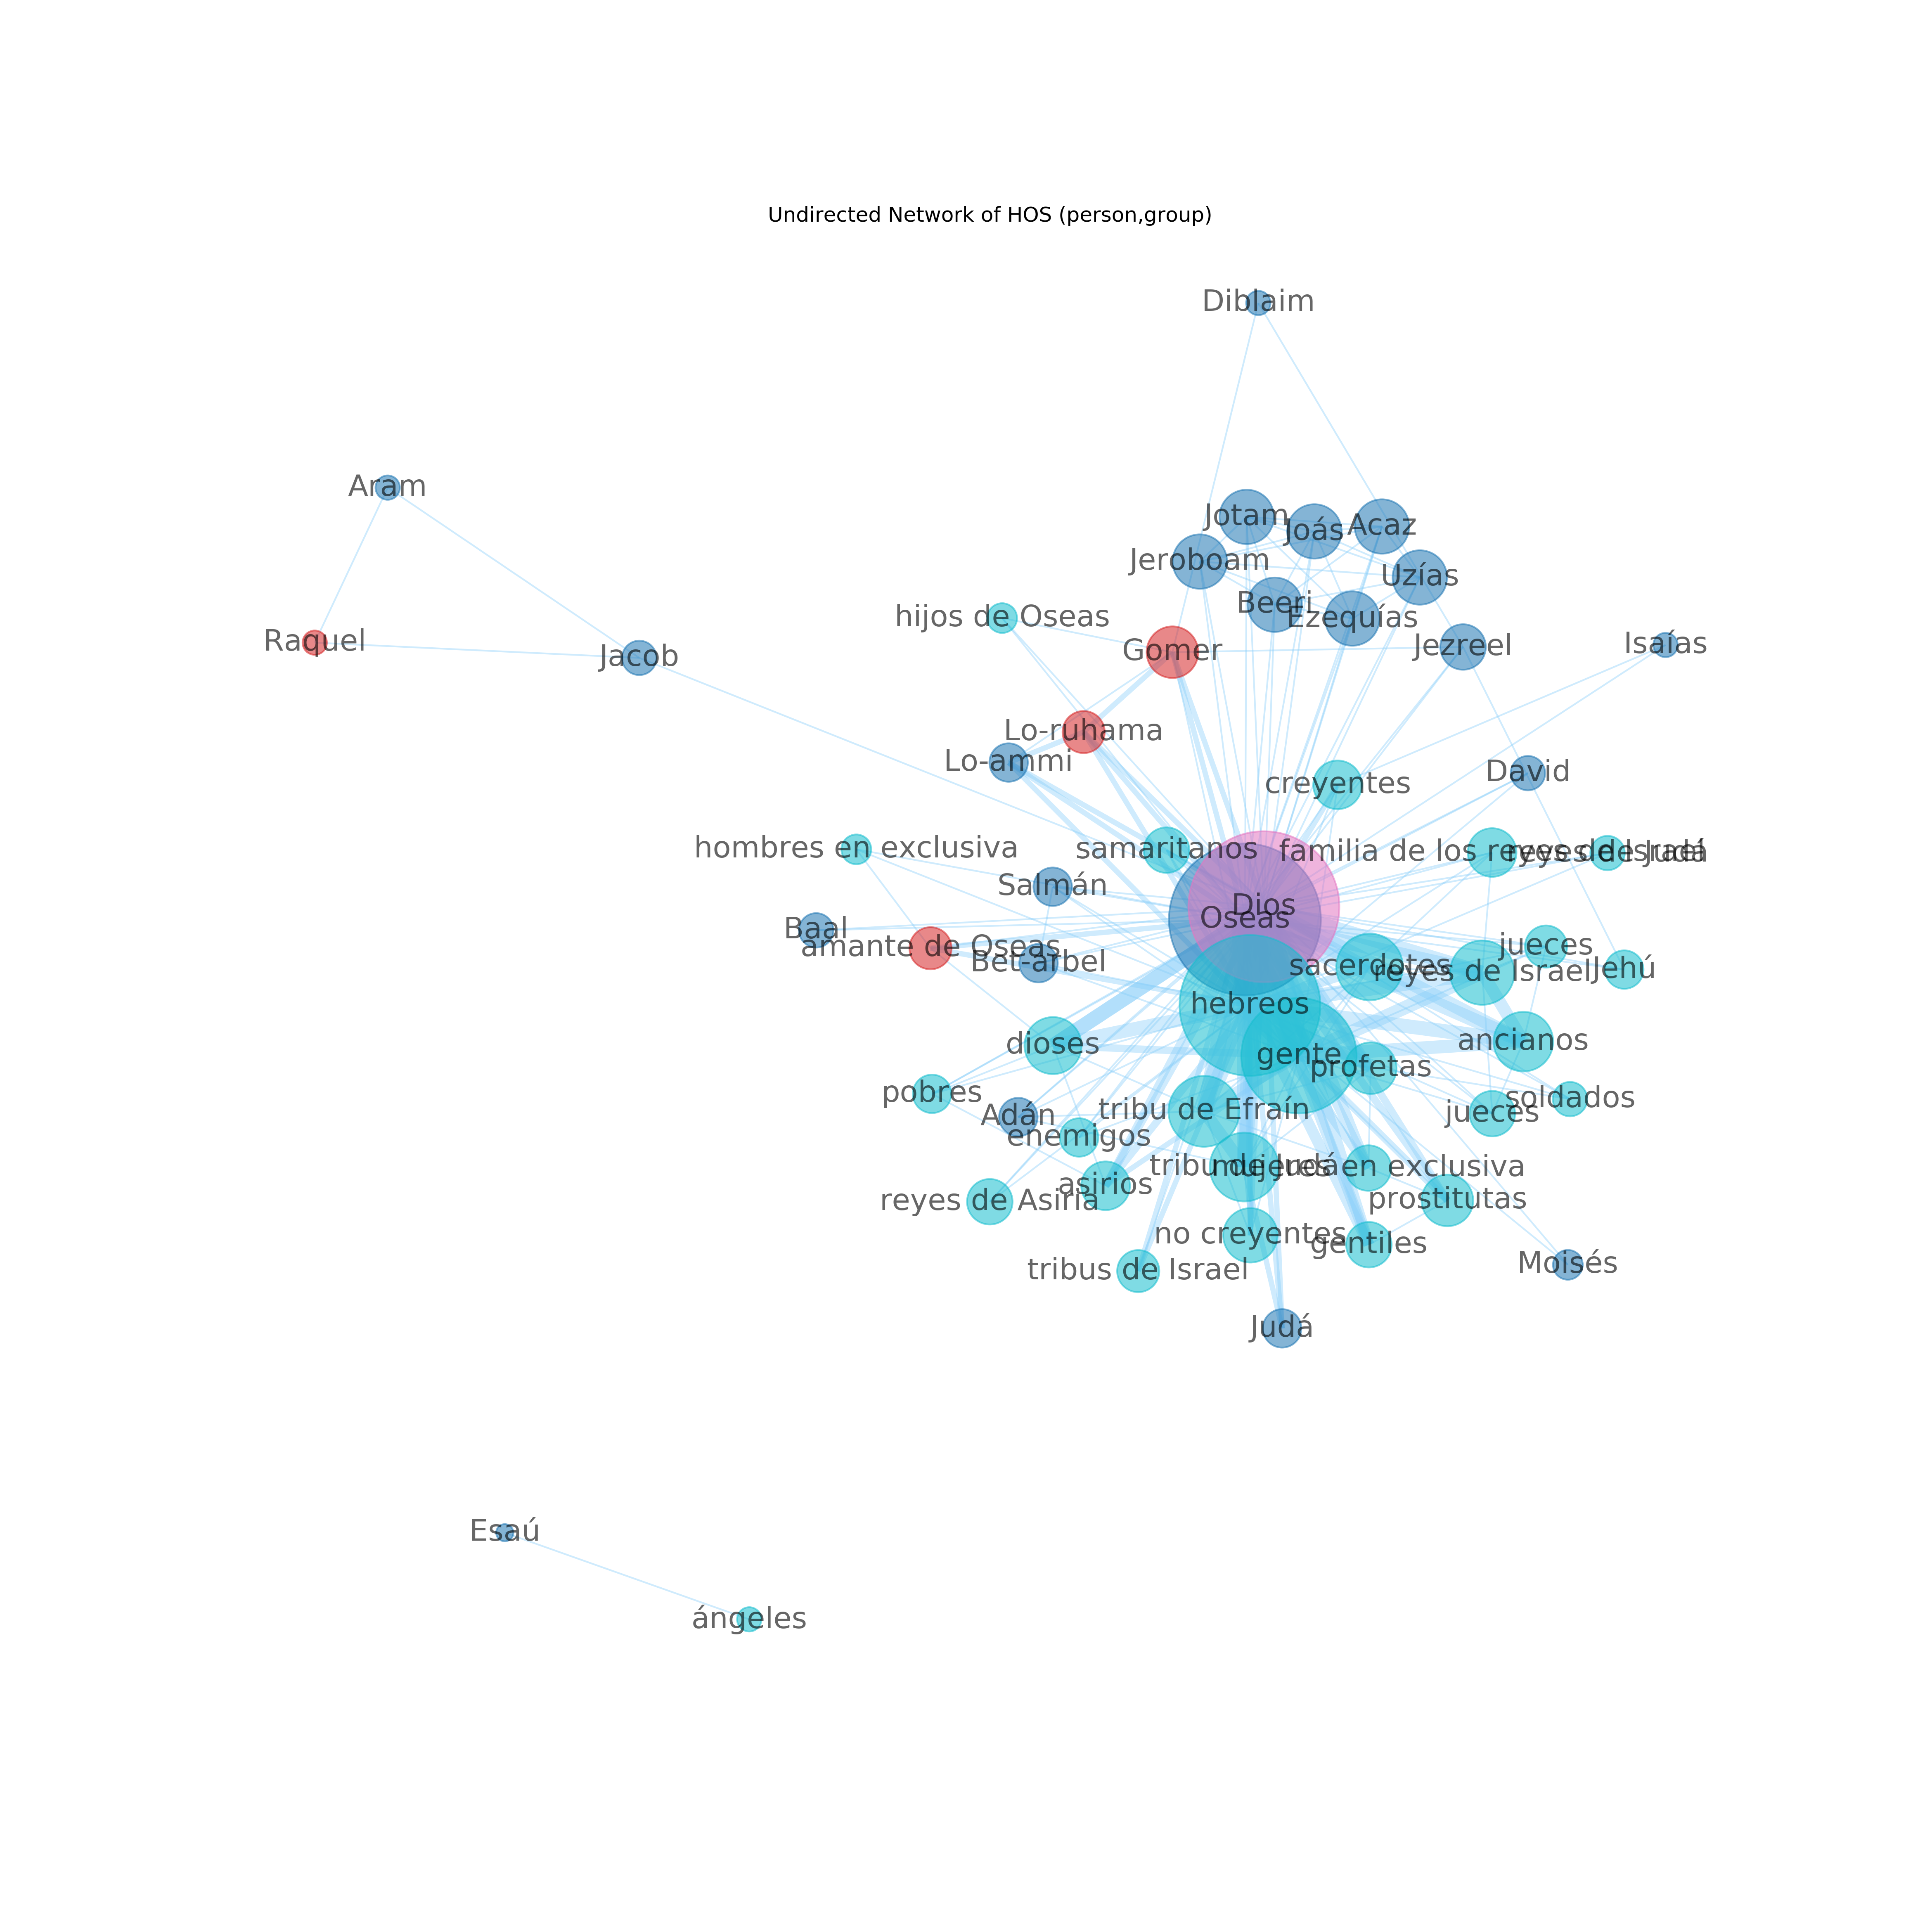 Undirected Network of HOS (person,group)
Diblaim
Aram
Jotam
Joás
Acaz
Jeroboam
Uzías
Beeri
Ezequías
hijos de Oseas
Raquel
Jacob
Gomer
Jezreel
Isaías
Lo-ruhama
Lo-ammi
David
creyentes
hombres en exclusiva
samaritanos
familia de los reyes de Israel
reyes de Judá
Salmán
Dios
Oseas
Baal
amante de Oseas
Bet-arbel
sacerdotes
reyes de Israel
jueces
Jehú
hebreos
dioses
gente
ancianos
profetas
pobres
Adán
tribu de Efraín
jueces
soldados
enemigos
tribu de Judá
mujeres en exclusiva
asirios
reyes de Asiria
prostitutas
no creyentes
gentiles
tribus de Israel
Moisés
Judá
Esaú
ángeles